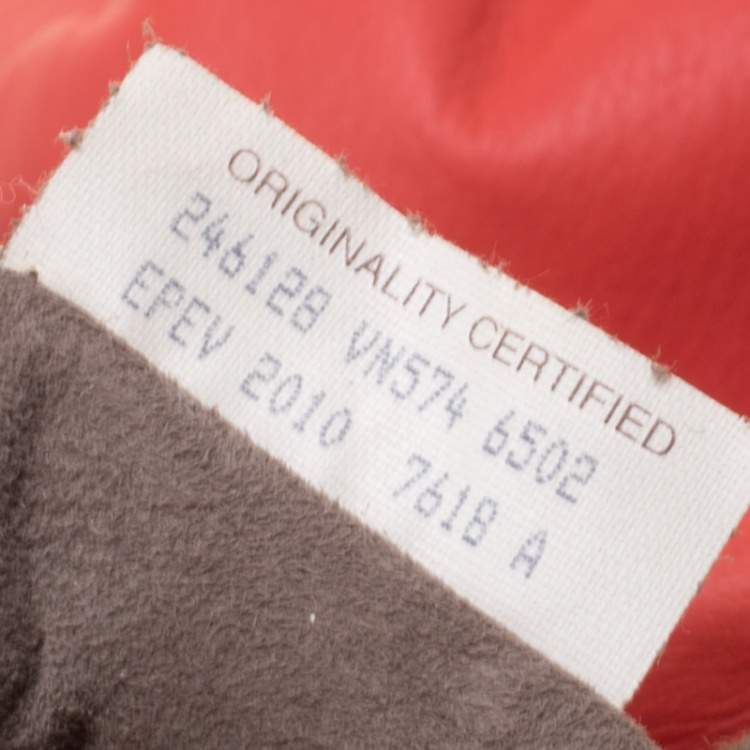 ORIGINALITY CERTIFIED
246128 VN574 6502
EPEV 2010 7618 A